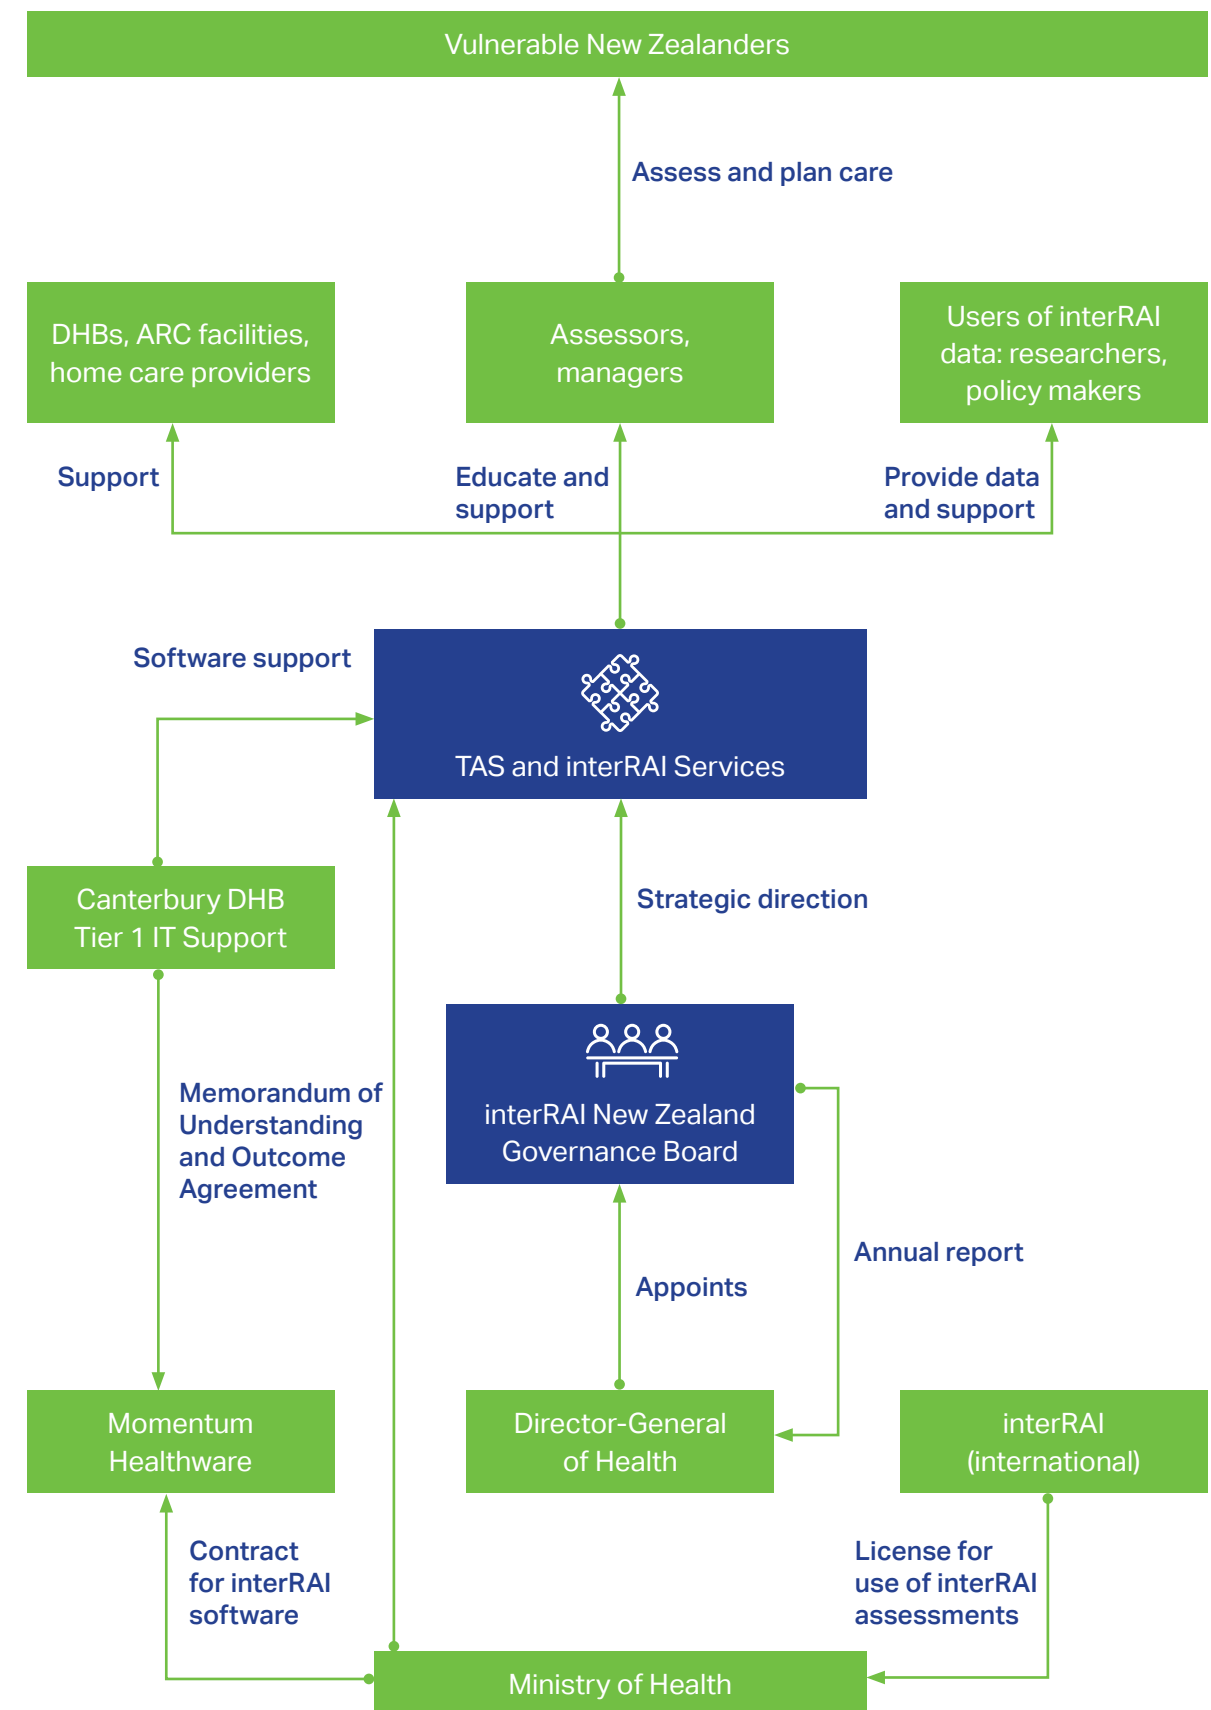 Vulnerable New Zealanders
Assess and plan care
DHBs, ARC facilities,
home care providers
Assessors,
managers
Users of interRAI
data: researchers,
policy makers
Support
Educate and
support
Provide data
and support
Software support
TAS and interRAI Services
Canterbury DHB
Tier 1 IT Support
Strategic direction
Memorandum of
Understanding
and Outcome
Agreement
interRAI New Zealand
Governance Board
Annual report
Appoints
Momentum
Healthware
Director-General
of Health
interRAI
(international)
Contract
for interRAI
software
License for
use of interRAI
assessments
Ministry of Health